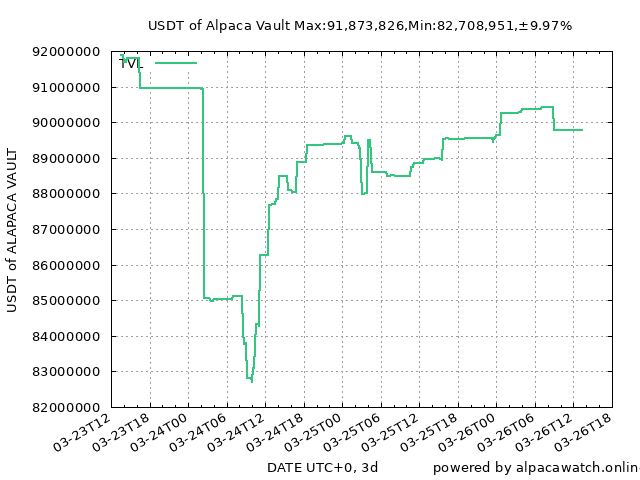 USDT of Alpaca Vault Max:91,873,826,Min:82,708,951,±9.97%
TVL
92000000
91000000
90000000
89000000
88000000
87000000
86000000
85000000
84000000
83000000
82000000
USDT of ALAPACA VAULT
03-23T12
03-23T18
03-24T00
03-24T06
03-24T12
03-24T18
03-25T00
03-25T06
03-25T12
03-25T18
03-26T00
03-26T06
03-26T12
03-26T18
DATE UTC+0, 3d
powered by alpacawatch.online